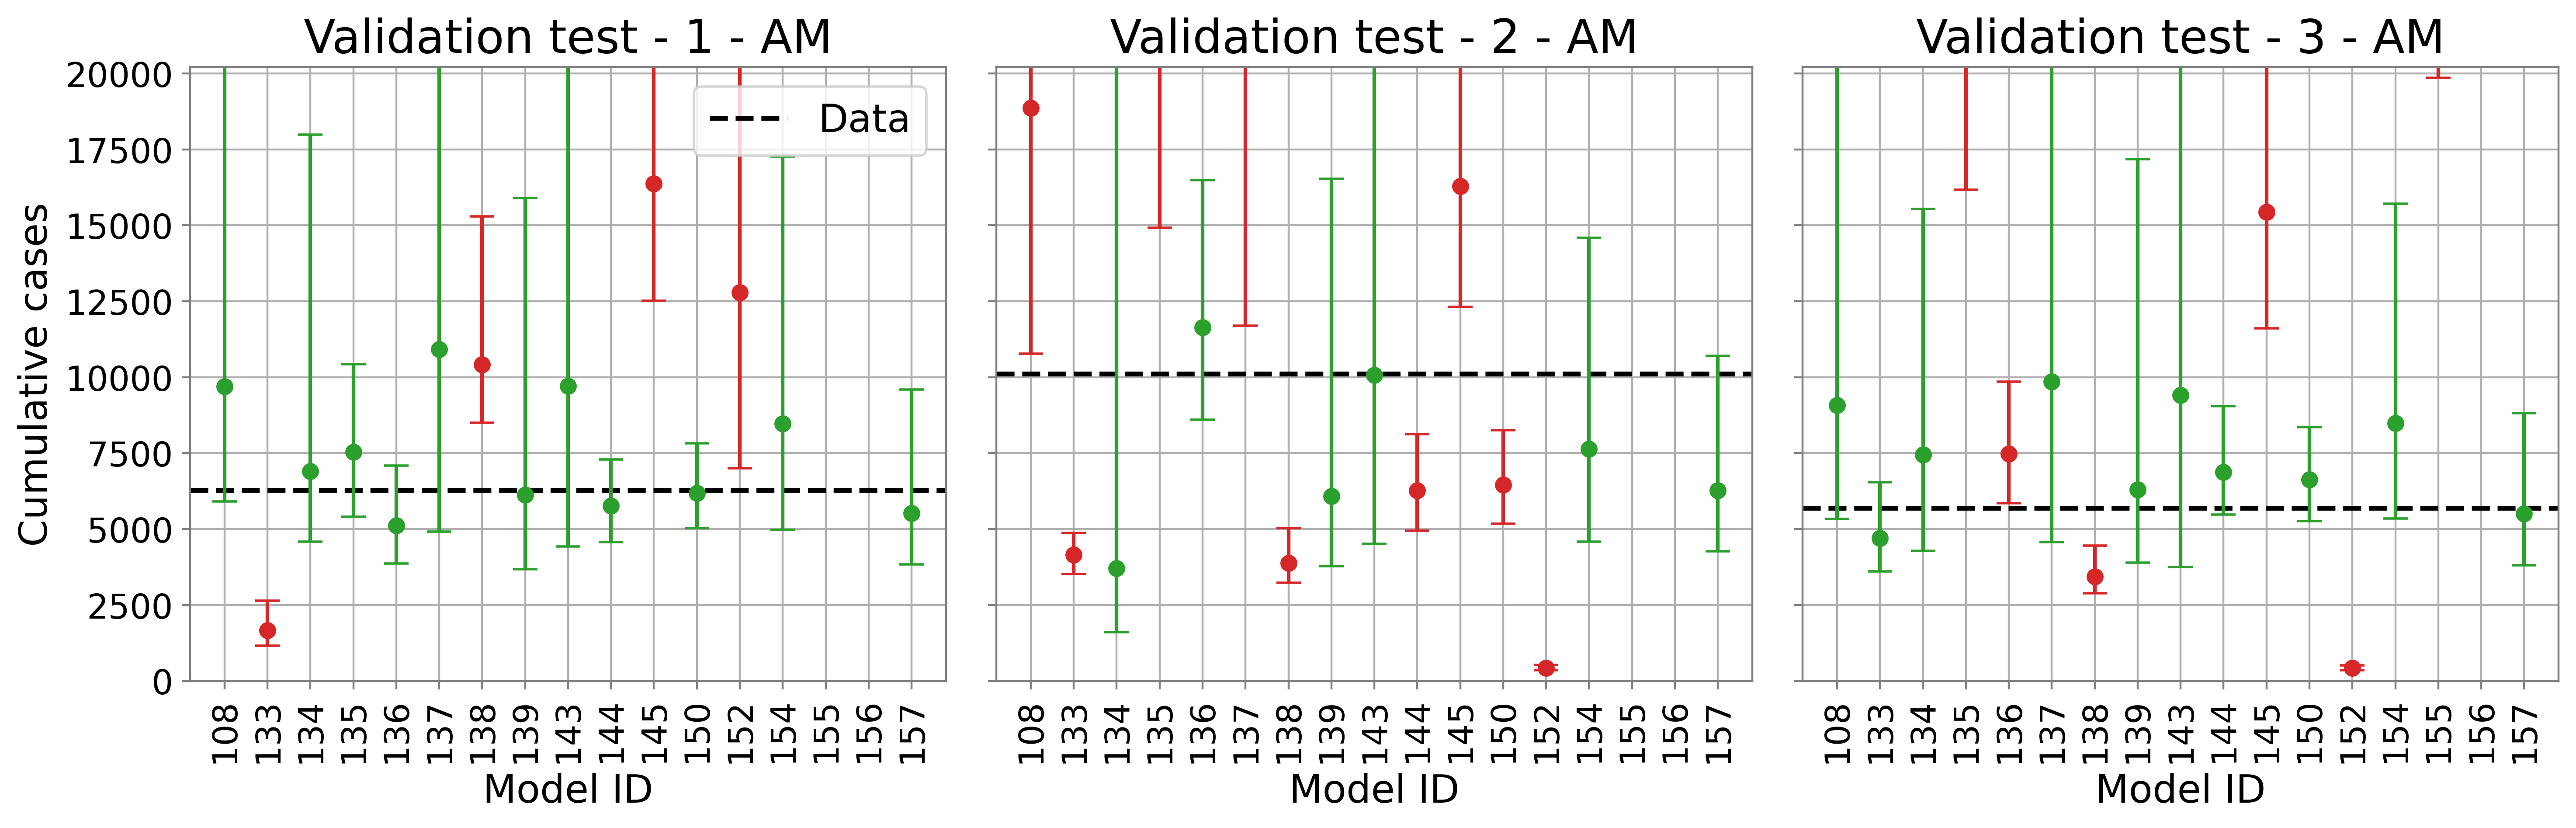 Validation test - 1 - AM
Validation test - 2 - AM
Validation test - 3 - AM
Cumulative cases
20000
17500
15000
12500
10000
7500
5000
2500
0
Data
108 133 134 135 136 137 138 139 143 144 145 150 152 154 155 156 157
108 133 134 135 136 137 138 139 143 144 145 150 152 154 155 156 157
108 133 134 135 136 137 138 139 143 144 145 150 152 154 155 156 157
Model ID
Model ID
Model ID